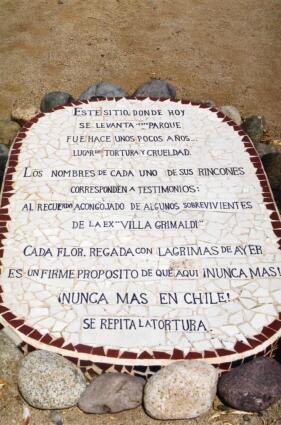 ESTE SITIO, DONDE HOY
SE LEVANTA ESTE PARQUE
FUE HACE UNOS POCOS AÑOS...
LUGAR DE TORTURA Y CRUELDAD.
LOS NOMBRES DE CADA UNO DE SUS RINCONES
CORRESPONDEN A TESTIMONIOS:
AL RECUERDO ACONGOJADO DE ALGUNOS SOBREVIVIENTES
DE LA EX "VILLA GRIMALDI"
CADA FLOR, REGADA CON LAGRIMAS DE AYER
ES UN FIRME PROPOSITO DE QUE AQUI ¡NUNCA MAS!
¡NUNCA MAS EN CHILE!
SE REPITA LA TORTURA.